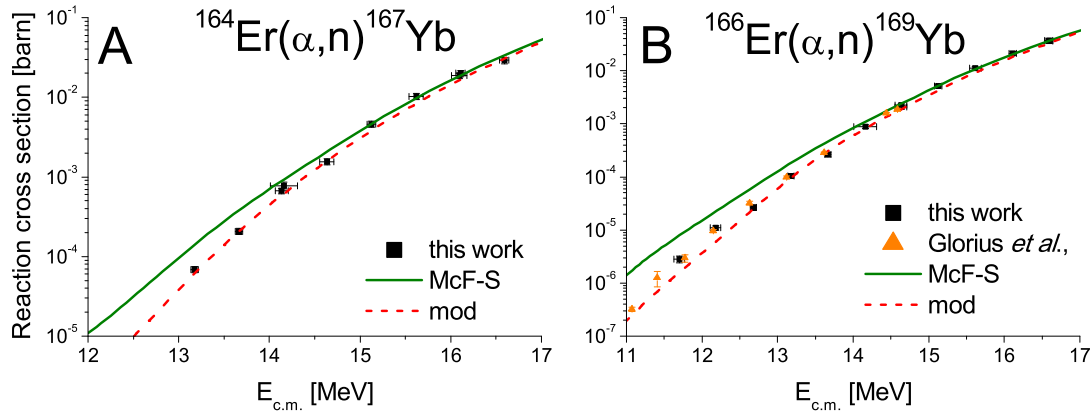 A
¹⁶⁴Er(α,n)¹⁶⁷Yb
Reaction cross section [barn]
10⁻¹
10⁻²
10⁻³
10⁻⁴
10⁻⁵
this work
McF-S
mod
12 13 14 15 16 17
E_c.m. [MeV]
B
¹⁶⁶Er(α,n)¹⁶⁹Yb
10⁻¹
10⁻²
10⁻³
10⁻⁴
10⁻⁵
10⁻⁶
10⁻⁷
this work
Glorius et al.,
McF-S
mod
11 12 13 14 15 16 17
E_c.m. [MeV]